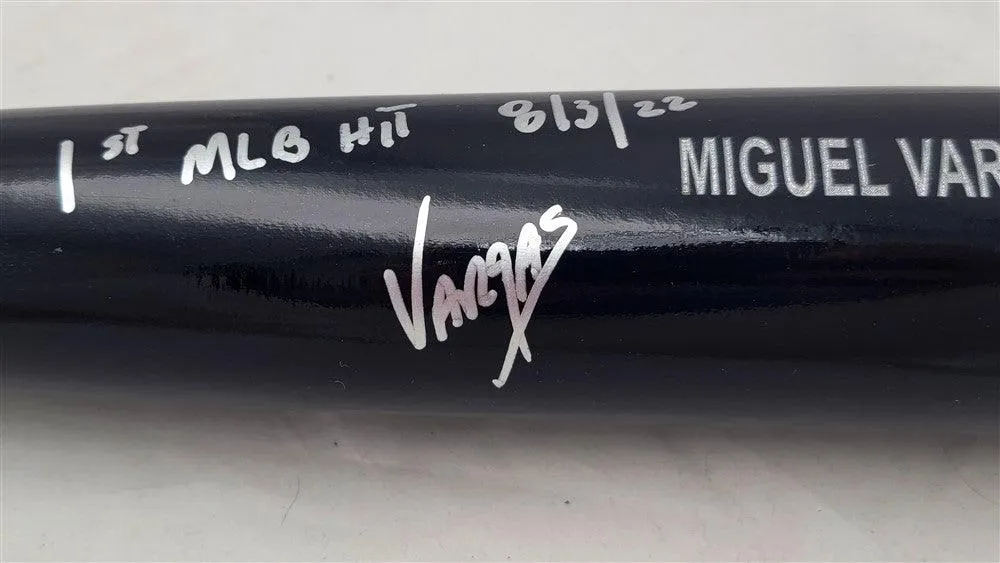 1ST MLB HIT 8/3/22
MIGUEL VAR
Vargas